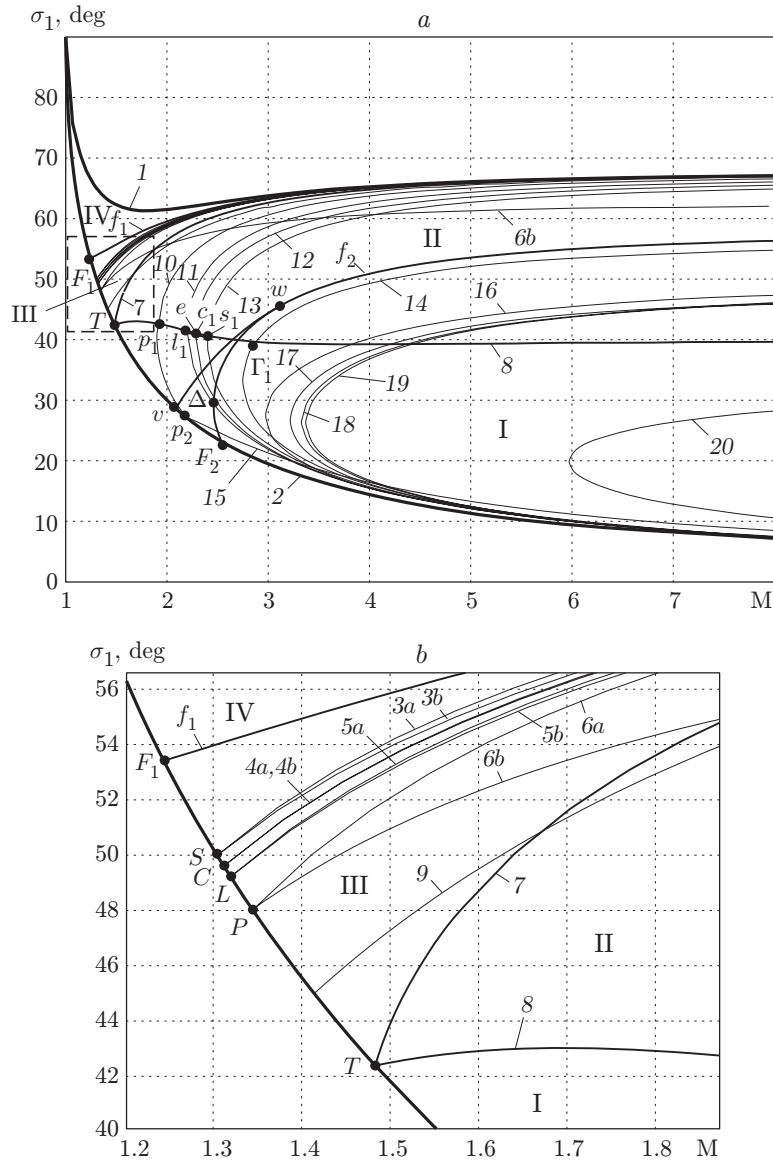 σ₁, deg
a
80
70
60
50
40
30
20
10
0
1
IV
f₁
F₁
III
T
7
10
11
12
13
6b
II
f₂
w
14
16
e
c₁
s₁
p₁
l₁
Γ₁
17
19
18
8
v
p₂
Δ
F₂
15
2
I
20
1 2 3 4 5 6 7 M
σ₁, deg
b
56
54
52
50
48
46
44
42
40
f₁
IV
3a
3b
5a
5b
6a
4a,4b
6b
F₁
S
C
L
P
III
9
7
II
8
T
I
1.2 1.3 1.4 1.5 1.6 1.7 1.8 M